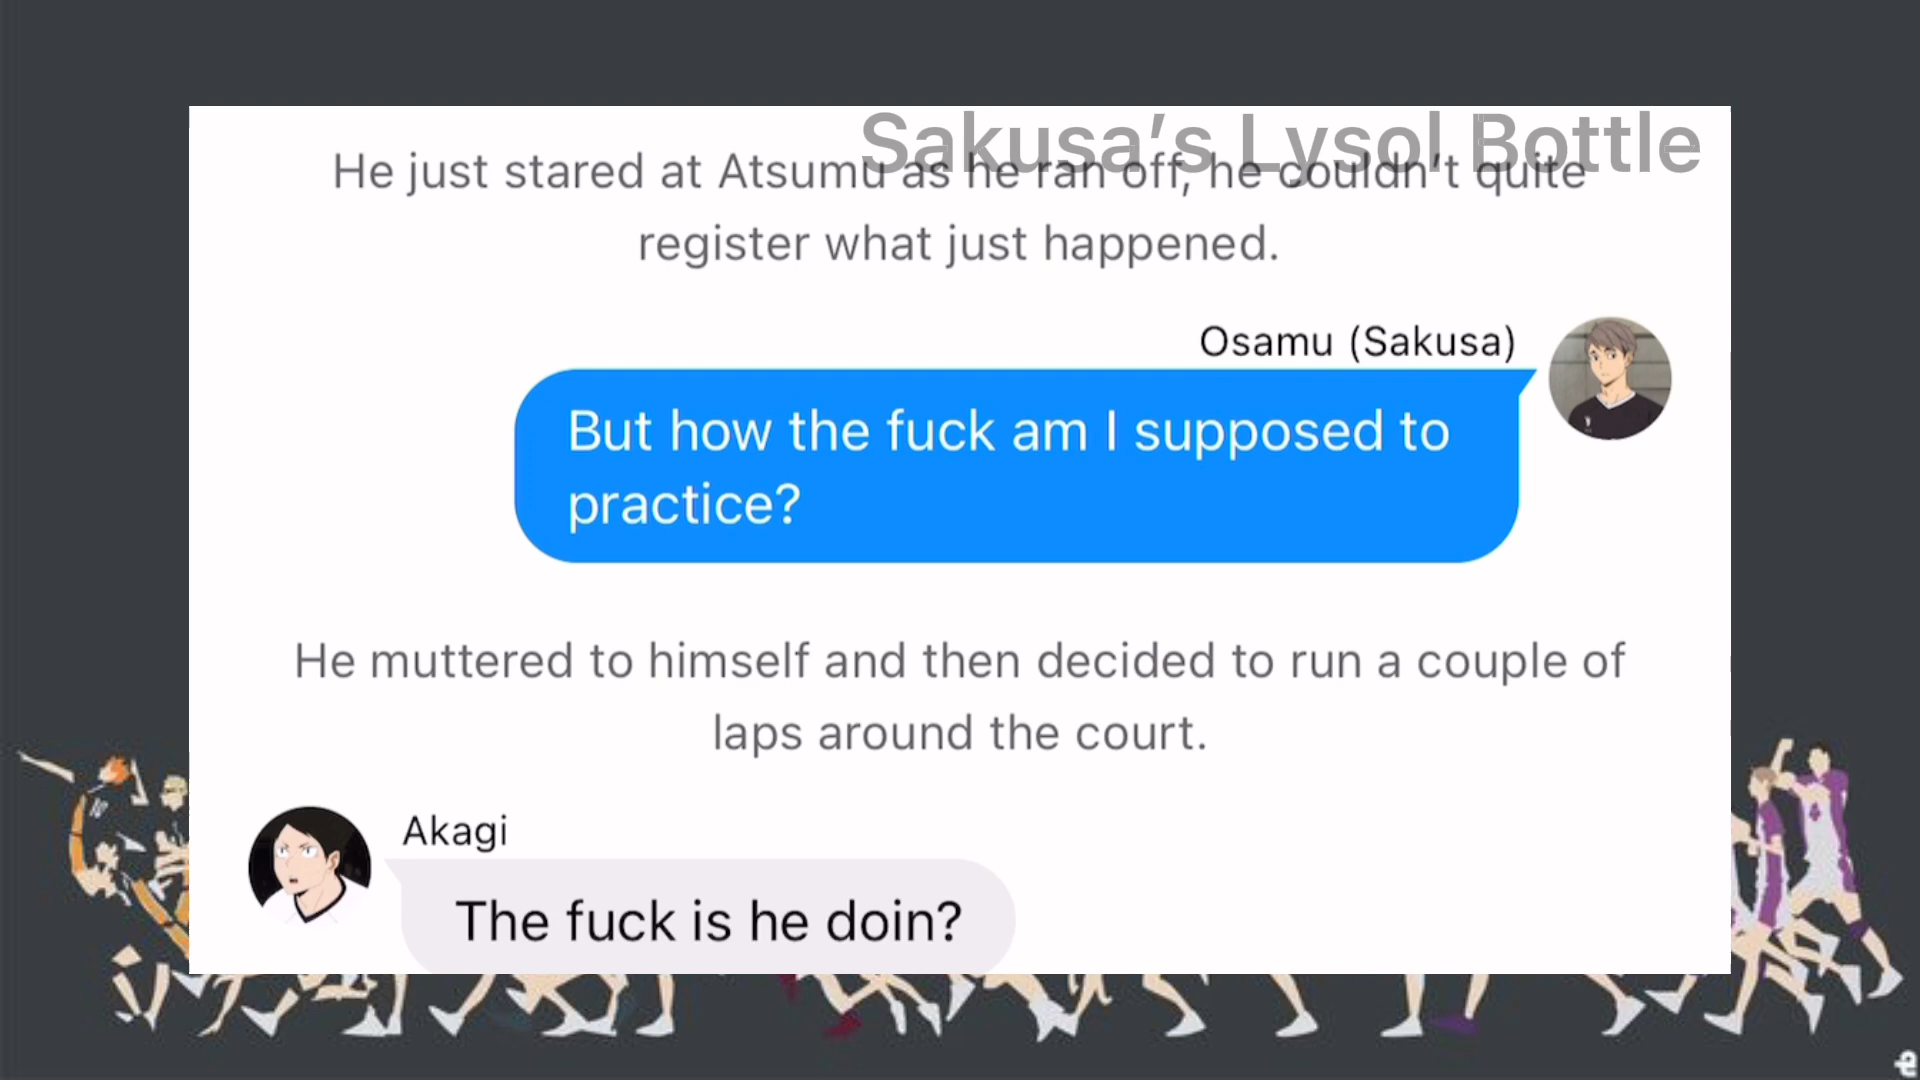 Sakusa’s Lysol Bottle
He just stared at Atsumu as he ran off, he couldn’t quite
register what just happened.
Osamu (Sakusa)
But how the fuck am I supposed to
practice?
He muttered to himself and then decided to run a couple of
laps around the court.
Akagi
The fuck is he doin?